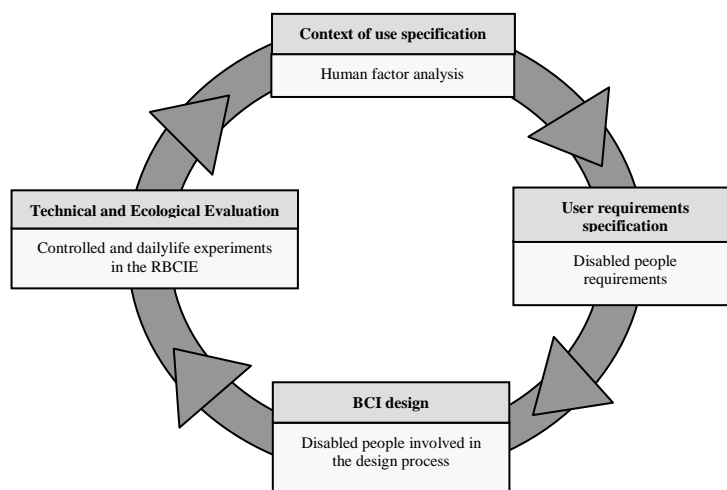 Context of use specification
Human factor analysis
User requirements
specification
Disabled people
requirements
BCI design
Disabled people involved in
the design process
Technical and Ecological Evaluation
Controlled and dailylife experiments
in the RBCIE